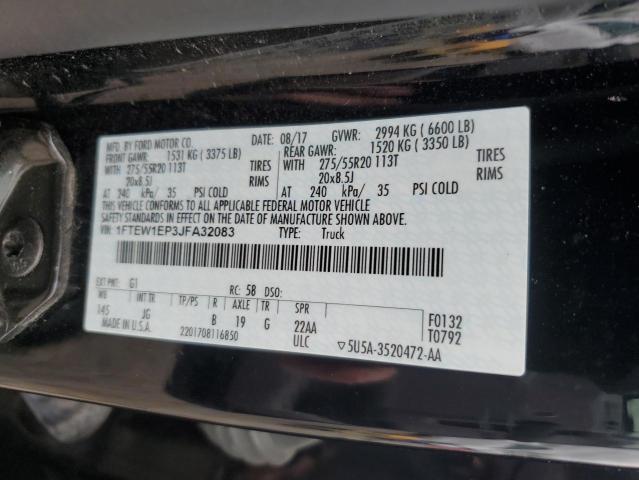 MFD. BY FORD MOTOR CO. DATE: 08/17 GVWR: 2994 KG ( 6600 LB)
FRONT GAWR: 1531 KG ( 3375 LB) REAR GAWR: 1520 KG ( 3350 LB)
WITH 275/55R20 113T TIRES WITH 275/55R20 113T TIRES
20x8.5J RIMS 20x8.5J RIMS
AT 240 kPa/ 35 PSI COLD AT 240 kPa/ 35 PSI COLD
THIS VEHICLE CONFORMS TO ALL APPLICABLE FEDERAL MOTOR VEHICLE
SAFETY STANDARDS IN EFFECT ON THE DATE OF MANUFACTURE SHOWN ABOVE.
VIN: 1FTEW1EP3JFA32083 TYPE: Truck
EXT PNT: G1 RC: 58 DSO:
WB INT TR TP/PS R AXLE TR SPR
145 JG B 19 G 22AA F0132
MADE IN U.S.A. 2201708116850 ULC ▽5U5A-3520472-AA T0792